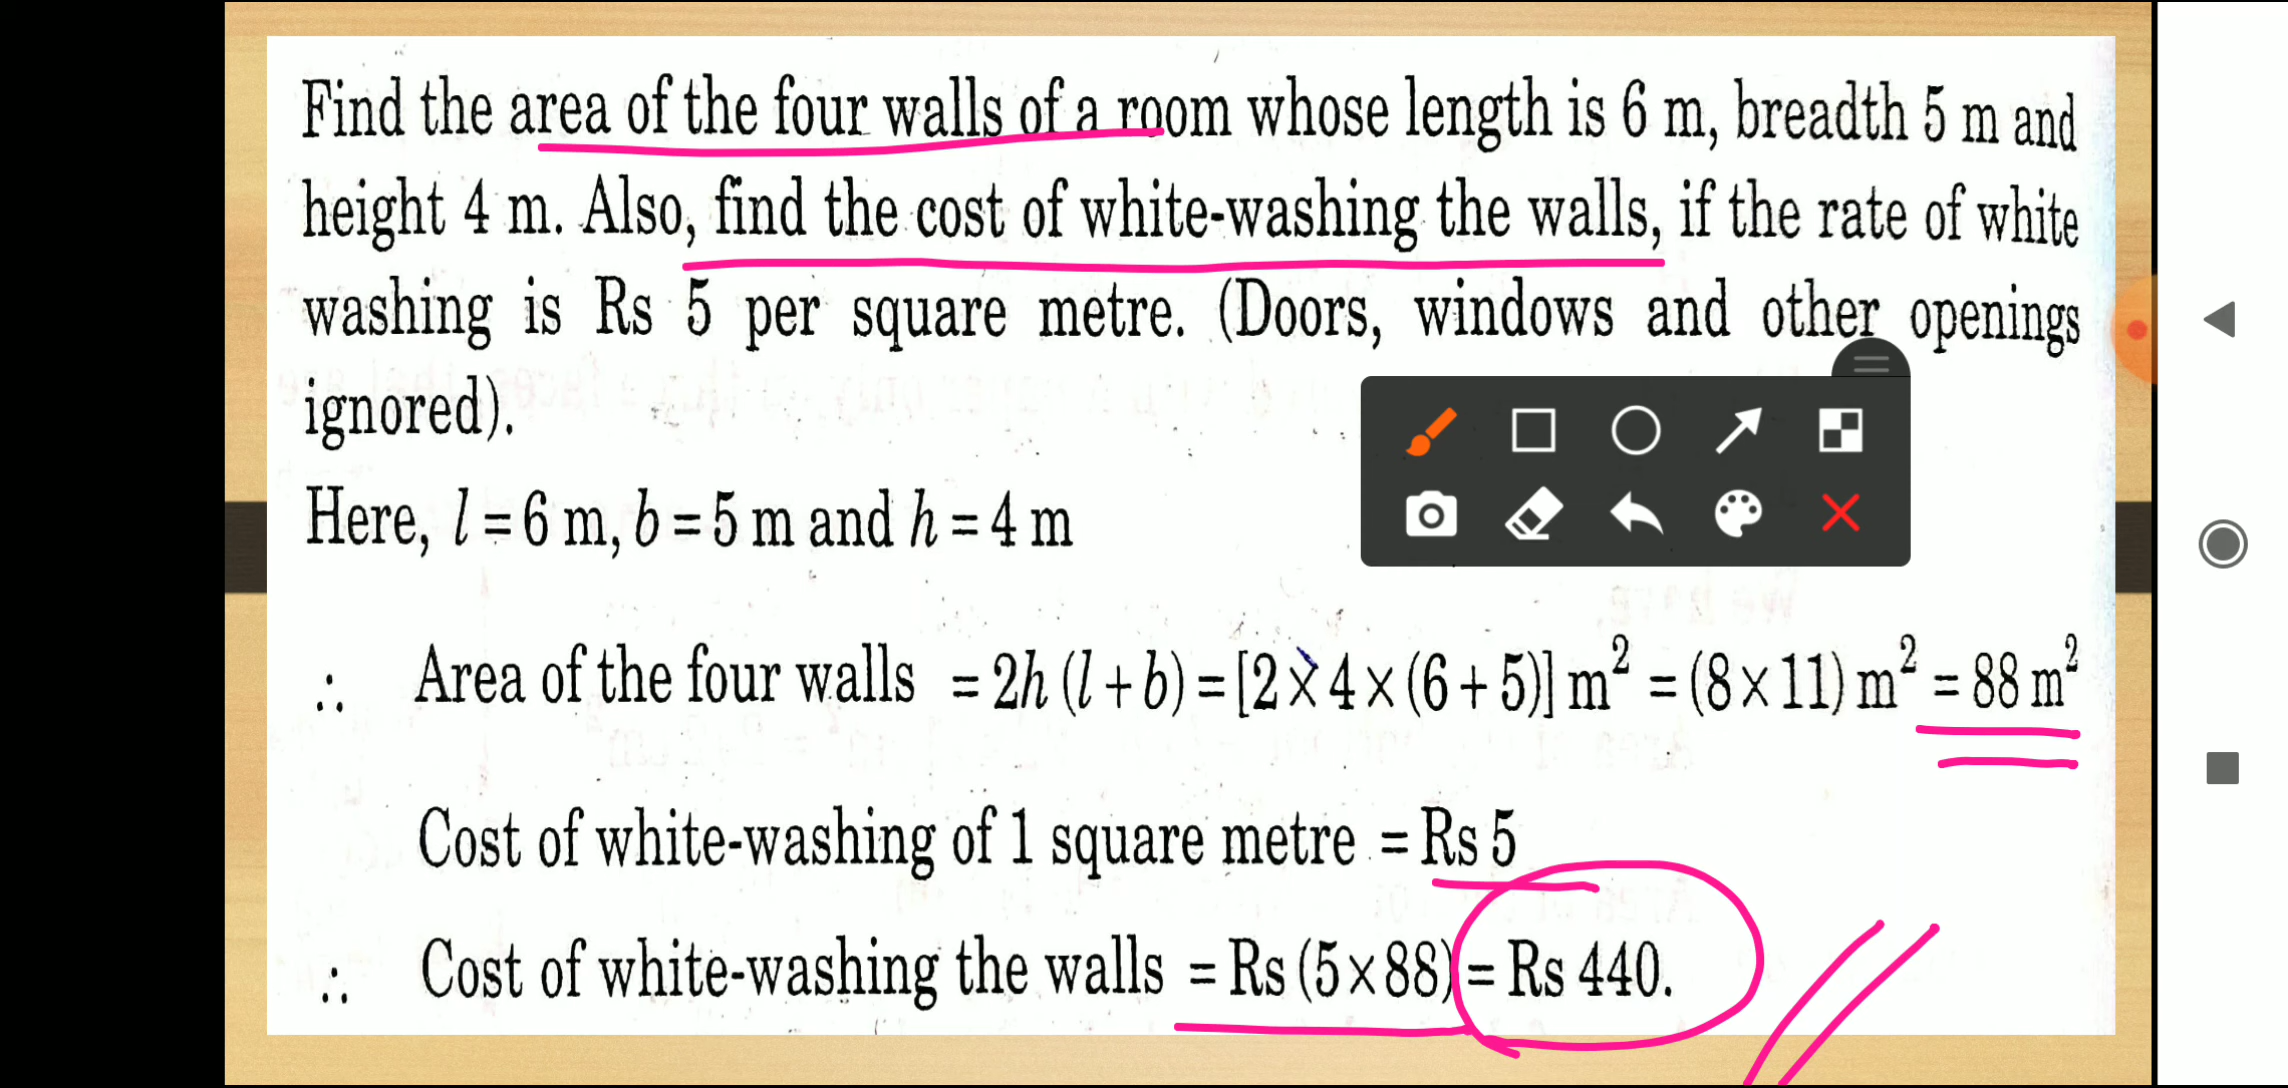 Find the area of the four walls of a room whose length is 6 m, breadth 5 m and
height 4 m. Also, find the cost of white-washing the walls, if the rate of white
washing is Rs 5 per square metre. (Doors, windows and other openings
ignored).
Here, l = 6 m, b = 5 m and h = 4 m
∴ Area of the four walls = 2h (l + b) = [2 × 4 × (6 + 5)] m² = (8 × 11) m² = 88 m²
Cost of white-washing of 1 square metre = Rs 5
∴ Cost of white-washing the walls = Rs (5 × 88) = Rs 440.